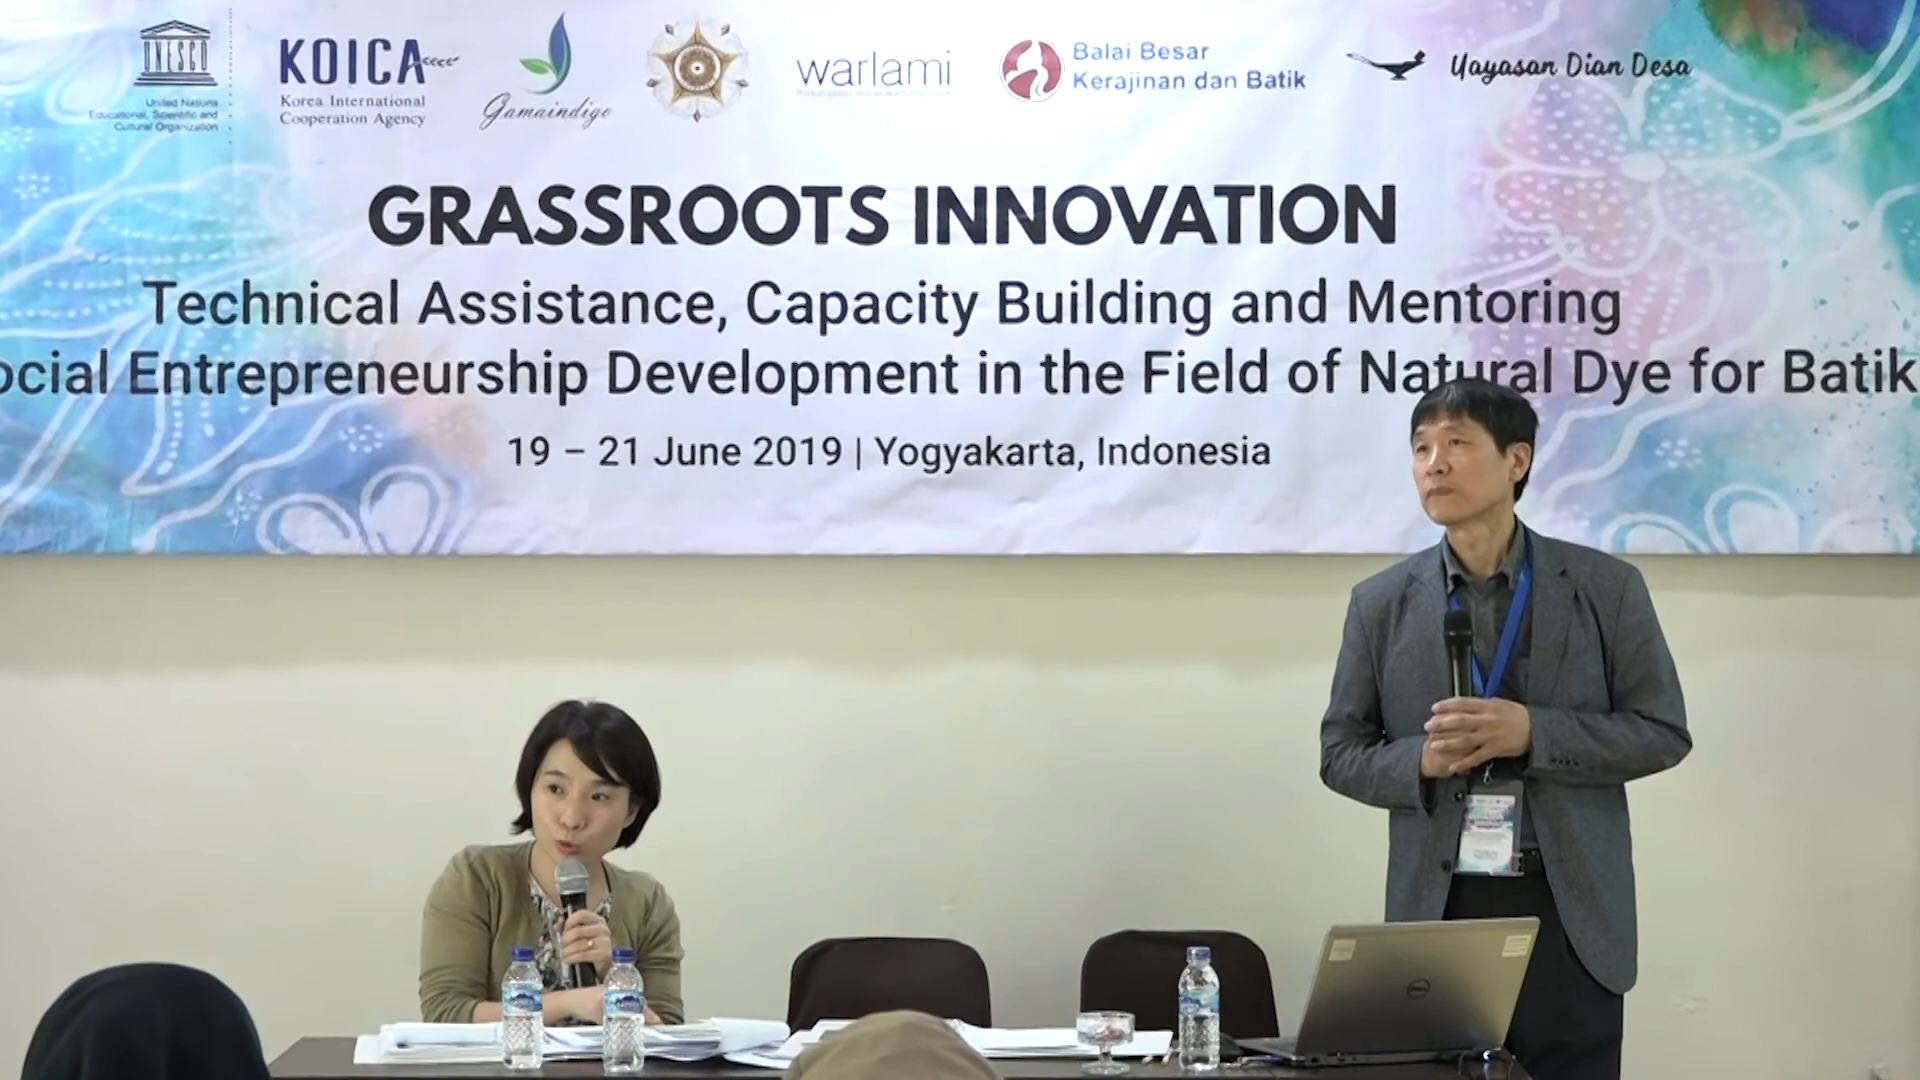 UNESCO
United Nations
Educational, Scientific and
Cultural Organization
KOICA
Korea International
Cooperation Agency
Gamaindigo
warlami
Balai Besar
Kerajinan dan Batik
Yayasan Dian Desa
GRASSROOTS INNOVATION
Technical Assistance, Capacity Building and Mentoring
ocial Entrepreneurship Development in the Field of Natural Dye for Batik
19 – 21 June 2019 | Yogyakarta, Indonesia
DELL